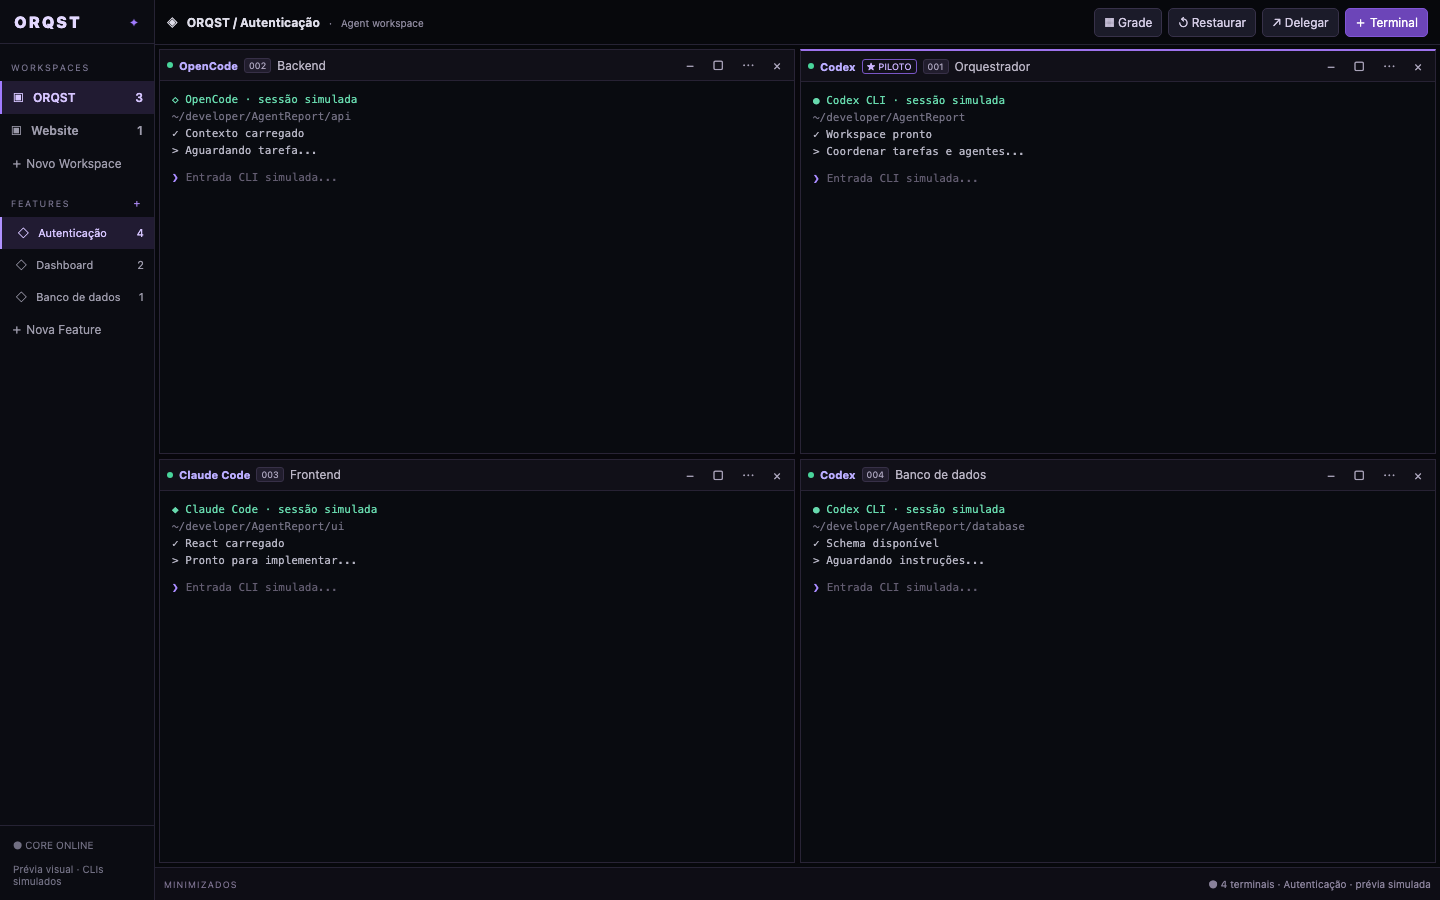 ORQST
WORKSPACES
ORQST 3
Website 1
+ Novo Workspace
FEATURES +
Autenticação 4
Dashboard 2
Banco de dados 1
+ Nova Feature
CORE ONLINE
Prévia visual · CLIs
simulados
ORQST / Autenticação · Agent workspace
Grade
Restaurar
Delegar
+ Terminal
OpenCode 002 Backend
OpenCode · sessão simulada
~/developer/AgentReport/api
✓ Contexto carregado
> Aguardando tarefa...
❯ Entrada CLI simulada...
Codex ★ PILOTO 001 Orquestrador
Codex CLI · sessão simulada
~/developer/AgentReport
✓ Workspace pronto
> Coordenar tarefas e agentes...
❯ Entrada CLI simulada...
Claude Code 003 Frontend
Claude Code · sessão simulada
~/developer/AgentReport/ui
✓ React carregado
> Pronto para implementar...
❯ Entrada CLI simulada...
Codex 004 Banco de dados
Codex CLI · sessão simulada
~/developer/AgentReport/database
✓ Schema disponível
> Aguardando instruções...
❯ Entrada CLI simulada...
MINIMIZADOS
4 terminais · Autenticação · prévia simulada